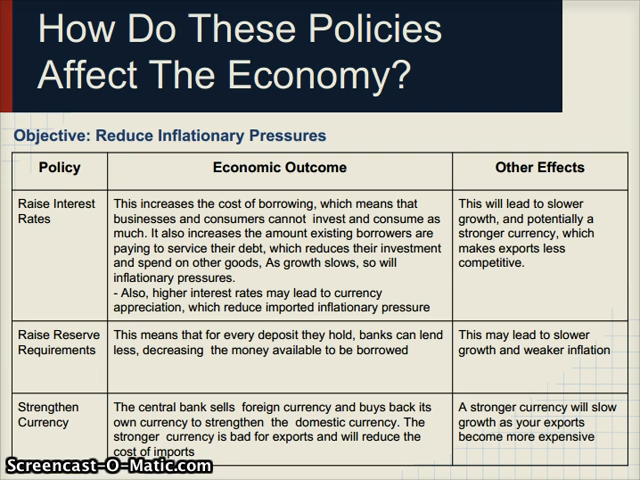 How Do These Policies
Affect The Economy?
Objective: Reduce Inflationary Pressures
Policy
Economic Outcome
Other Effects
Raise Interest
Rates
This increases the cost of borrowing, which means that
businesses and consumers cannot  invest and consume as
much. It also increases the amount existing borrowers are
paying to service their debt, which reduces their investment
and spend on other goods, As growth slows, so will
inflationary pressures.
- Also, higher interest rates may lead to currency
appreciation, which reduce imported inflationary pressure
This will lead to slower
growth, and potentially a
stronger currency, which
makes exports less
competitive.
Raise Reserve
Requirements
This means that for every deposit they hold, banks can lend
less, decreasing  the money available to be borrowed
This may lead to slower
growth and weaker inflation
Strengthen
Currency
The central bank sells  foreign currency and buys back its
own currency to strengthen  the  domestic currency. The
stronger  currency is bad for exports and will reduce the
cost of imports
A stronger currency will slow
growth as your exports
become more expensive
Screencast-O-Matic.com